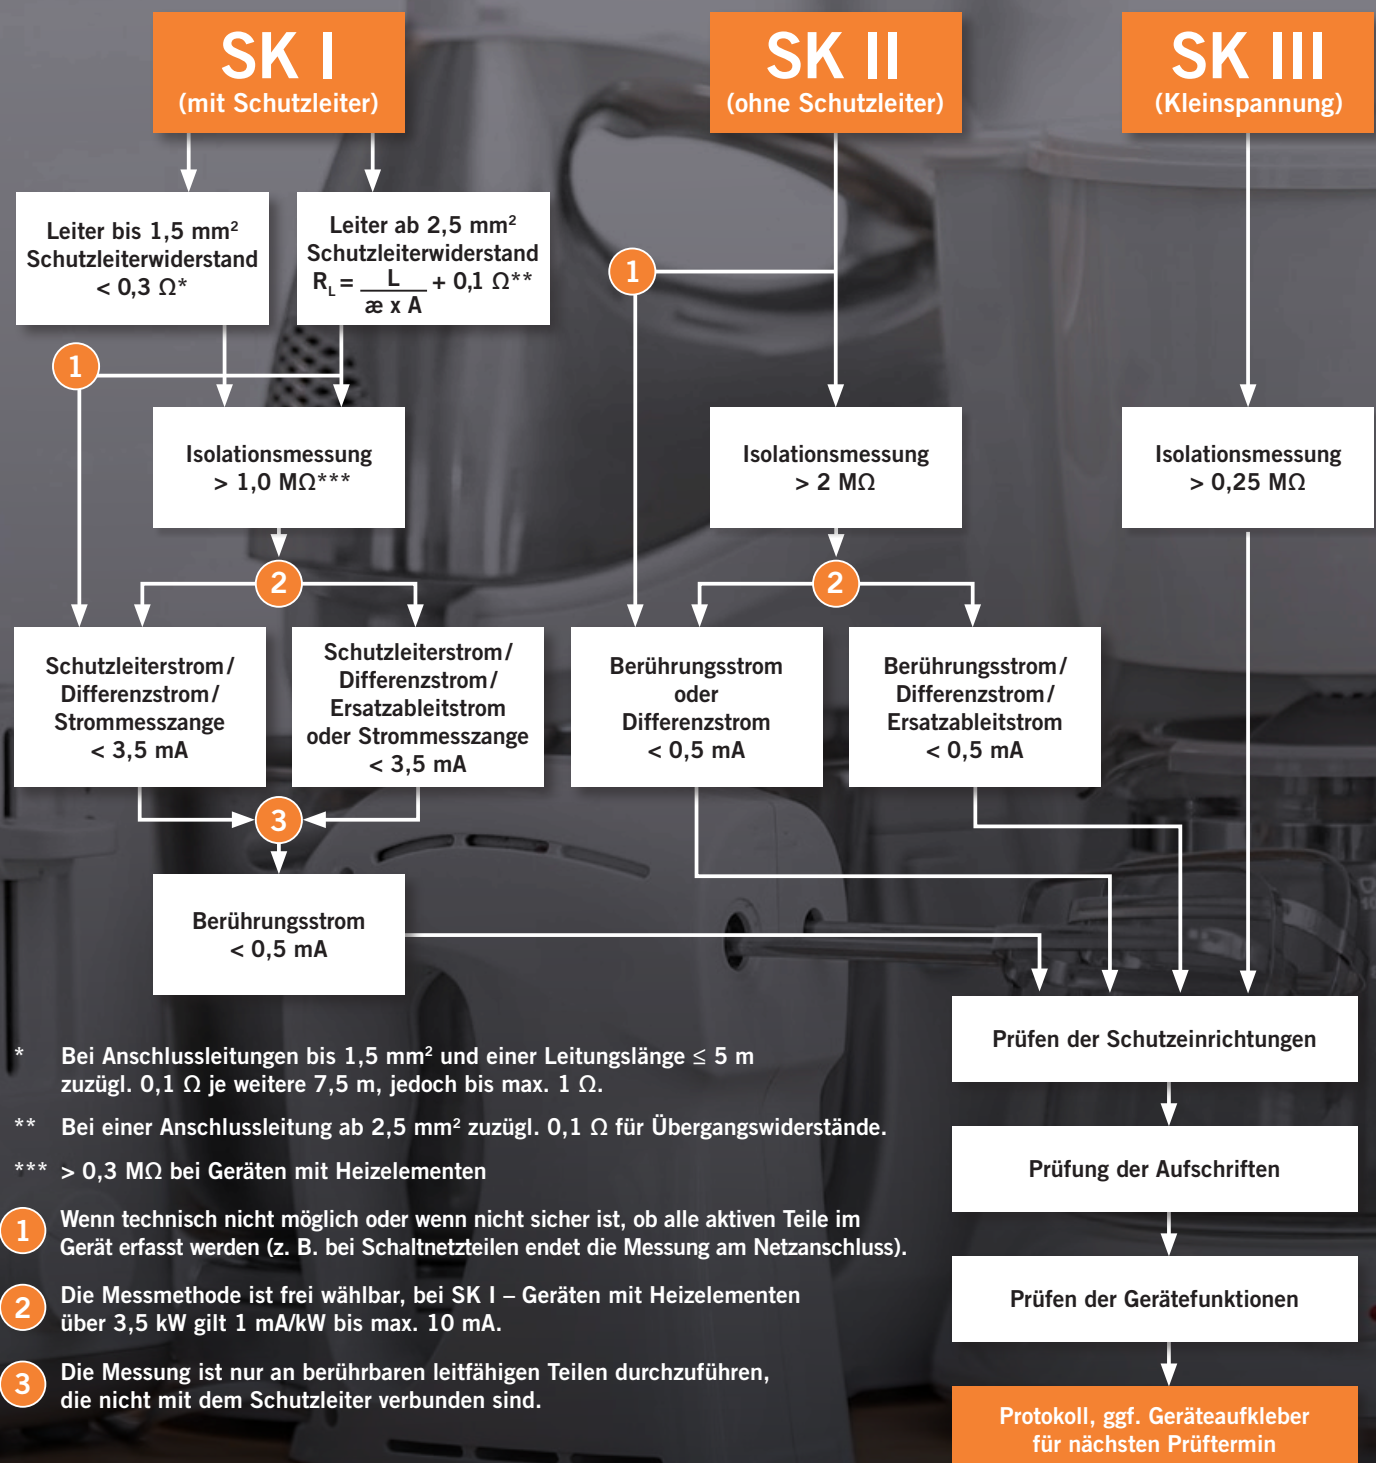 SK I
(mit Schutzleiter)
SK II
(ohne Schutzleiter)
SK III
(Kleinspannung)
Leiter bis 1,5 mm²
Schutzleiterwiderstand
< 0,3 Ω*
Leiter ab 2,5 mm²
Schutzleiterwiderstand
R_L = L / (æ x A) + 0,1 Ω**
1
1
Isolationsmessung
> 1,0 MΩ***
Isolationsmessung
> 2 MΩ
Isolationsmessung
> 0,25 MΩ
2
2
Schutzleiterstrom/
Differenzstrom/
Strommesszange
< 3,5 mA
Schutzleiterstrom/
Differenzstrom/
Ersatzableitstrom
oder Strommesszange
< 3,5 mA
Berührungsstrom
oder
Differenzstrom
< 0,5 mA
Berührungsstrom/
Differenzstrom/
Ersatzableitstrom
< 0,5 mA
3
Berührungsstrom
< 0,5 mA
Prüfen der Schutzeinrichtungen
Prüfung der Aufschriften
Prüfen der Gerätefunktionen
Protokoll, ggf. Geräteaufkleber
für nächsten Prüftermin
* Bei Anschlussleitungen bis 1,5 mm² und einer Leitungslänge ≤ 5 m
zuzügl. 0,1 Ω je weitere 7,5 m, jedoch bis max. 1 Ω.
** Bei einer Anschlussleitung ab 2,5 mm² zuzügl. 0,1 Ω für Übergangswiderstände.
*** > 0,3 MΩ bei Geräten mit Heizelementen
1 Wenn technisch nicht möglich oder wenn nicht sicher ist, ob alle aktiven Teile im
Gerät erfasst werden (z. B. bei Schaltnetzteilen endet die Messung am Netzanschluss).
2 Die Messmethode ist frei wählbar, bei SK I – Geräten mit Heizelementen
über 3,5 kW gilt 1 mA/kW bis max. 10 mA.
3 Die Messung ist nur an berührbaren leitfähigen Teilen durchzuführen,
die nicht mit dem Schutzleiter verbunden sind.